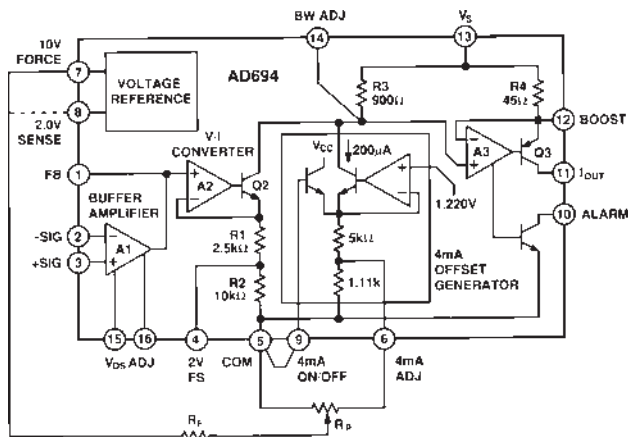 BW ADJ
VS
14
13
10V
FORCE
7
VOLTAGE
REFERENCE
AD694
R3
900Ω
R4
45Ω
8
2.0V
SENSE
12
BOOST
V-I
CONVERTER
VCC
200μA
A3
Q3
FB
1
A2
Q2
1.220V
11
IOUT
BUFFER
AMPLIFIER
10
ALARM
-SIG
2
A1
+SIG
3
R1
2.5kΩ
5kΩ
R2
10kΩ
1.11k
4mA
OFFSET
GENERATOR
15
16
4
5
9
6
VOS ADJ
2V
FS
COM
4mA
ON/OFF
4mA
ADJ
RF
RP